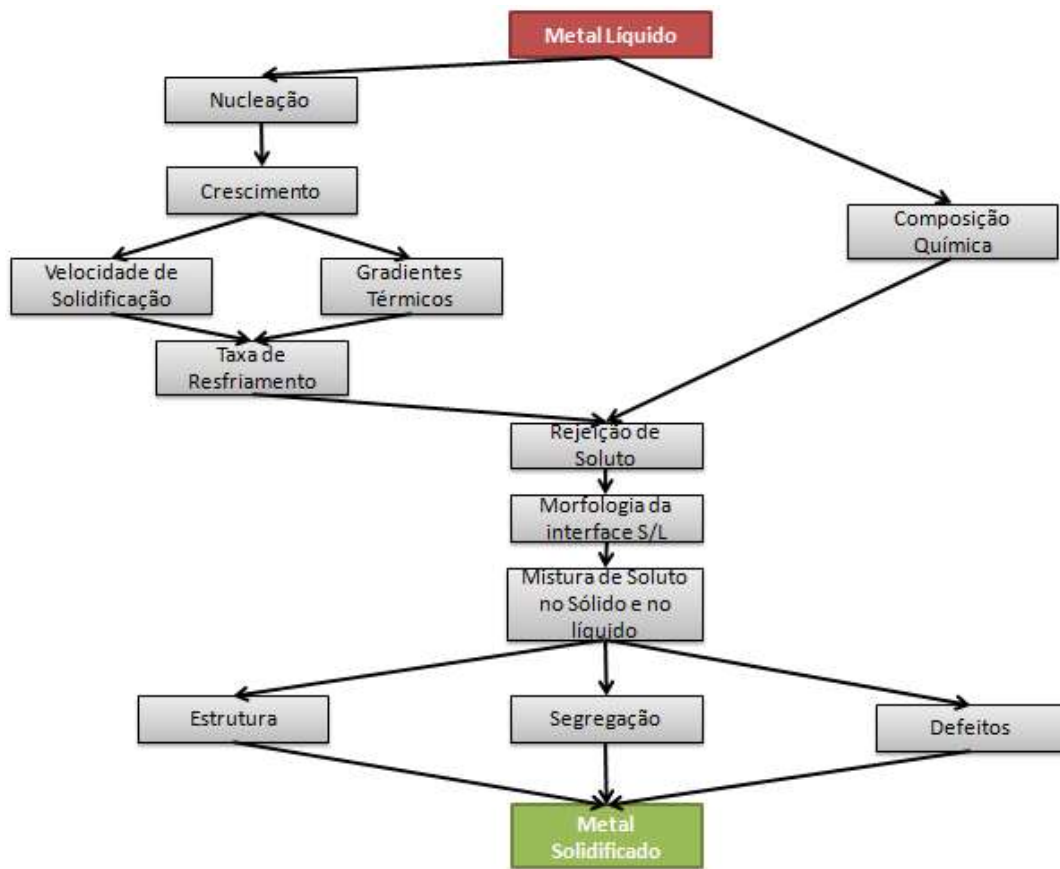 Metal Líquido
Nucleação
Crescimento
Composição
Química
Velocidade de
Solidificação
Gradientes
Térmicos
Taxa de
Resfriamento
Rejeição de
Soluto
Morfologia da
interface S/L
Mistura de Soluto
no Sólido e no
líquido
Estrutura
Segregação
Defeitos
Metal
Solidificado